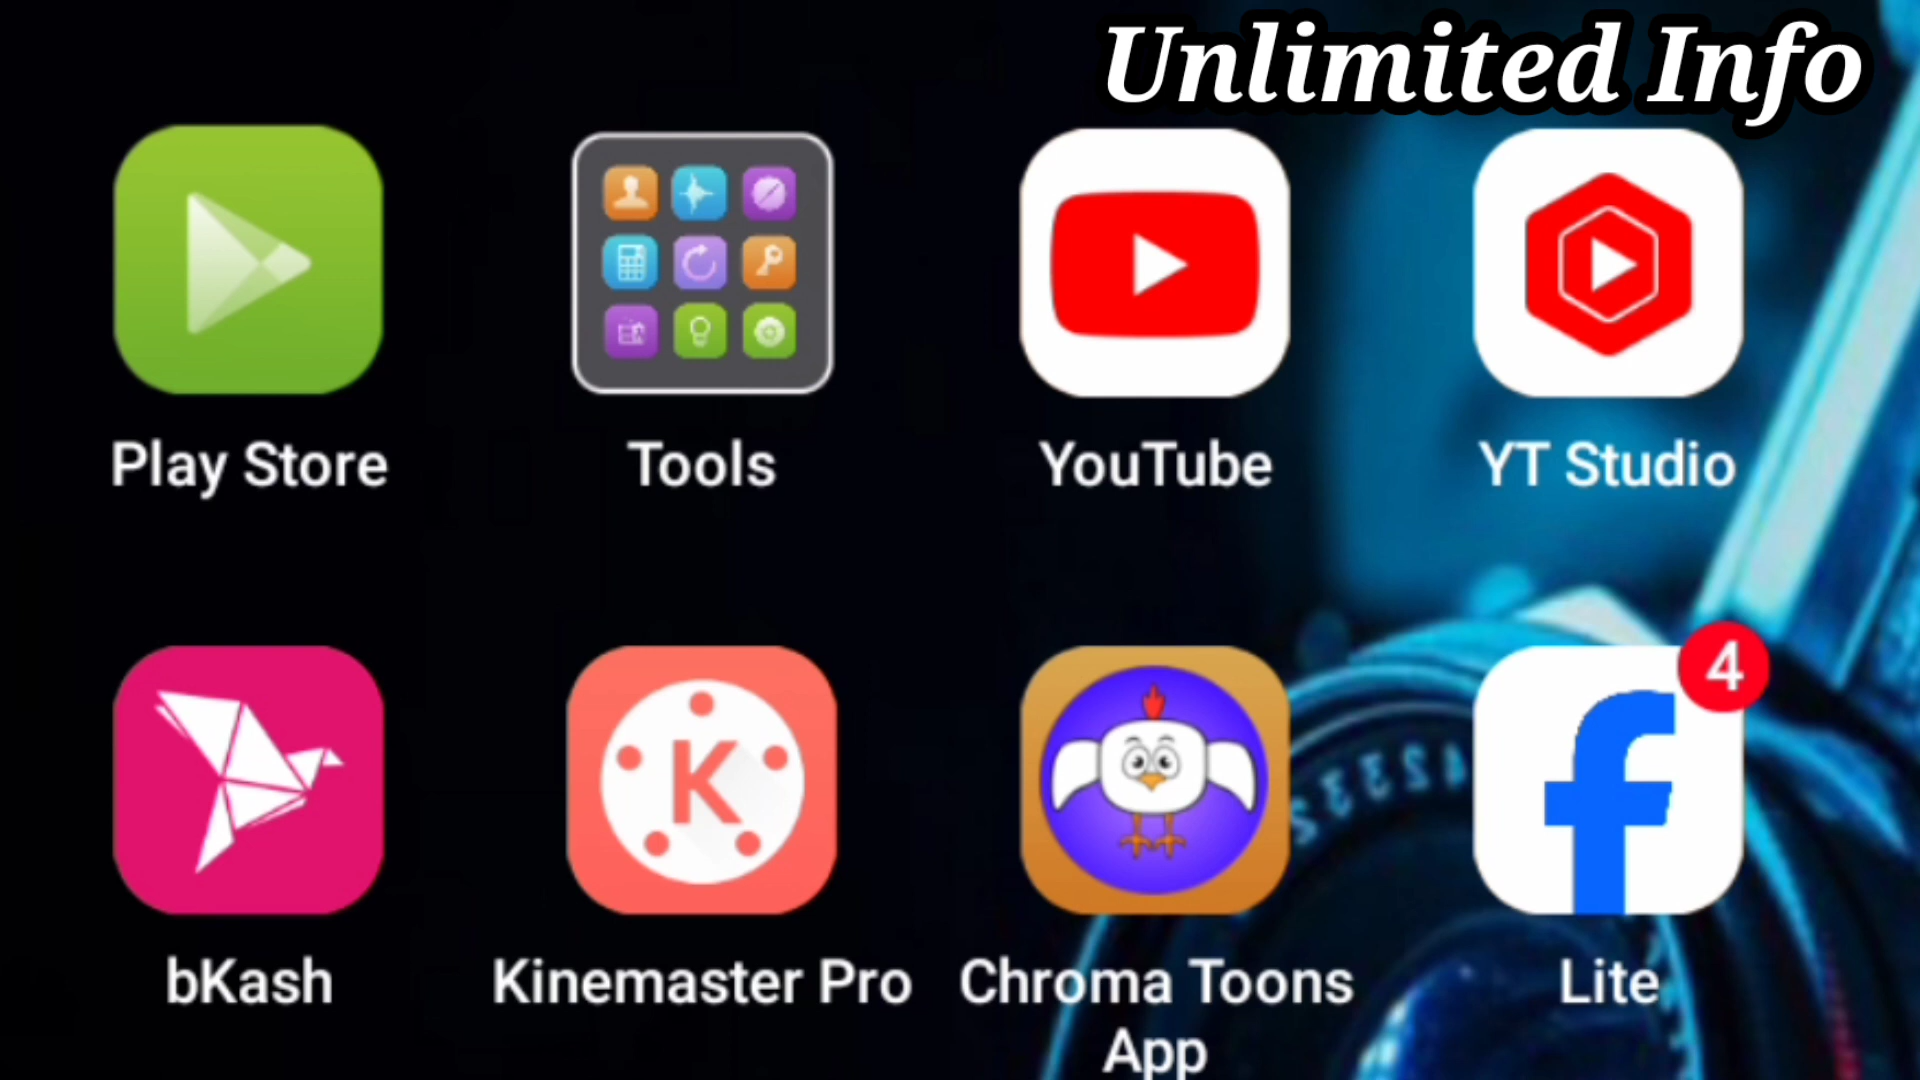 Unlimited Info
Play Store
Tools
YouTube
YT Studio
4
bKash
Kinemaster Pro
Chroma Toons
App
Lite